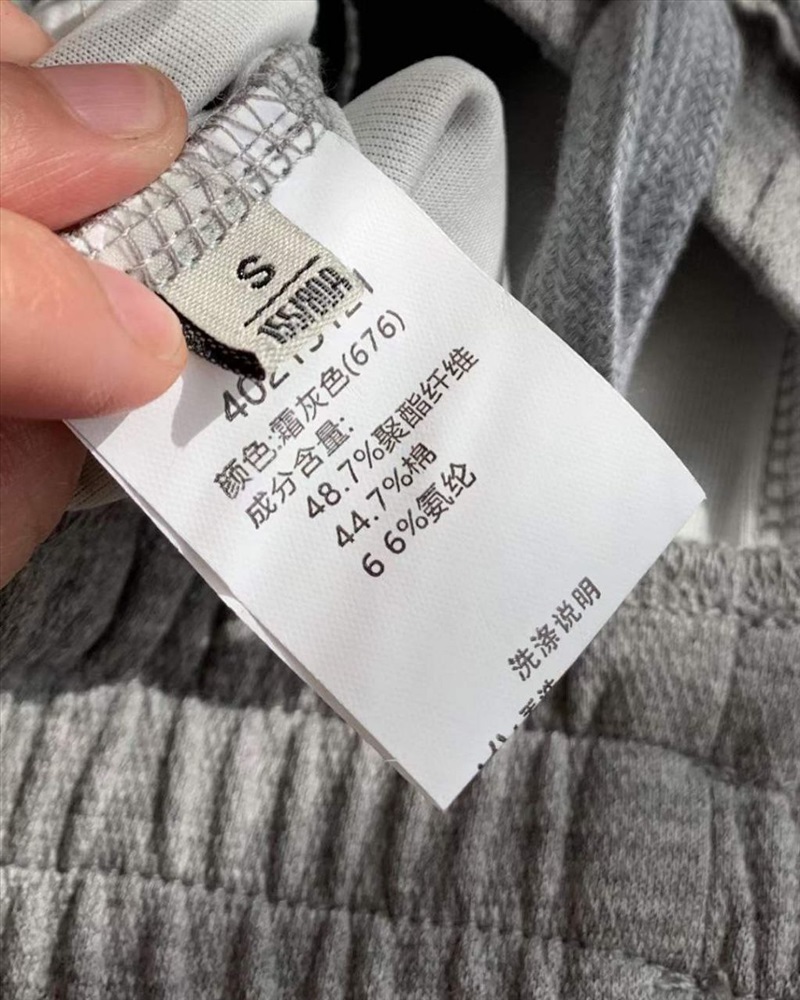 S
颜色:霜灰色(676)
成分含量:
48.7%聚酯纤维
44.7%棉
6 6%氨纶
洗涤说明